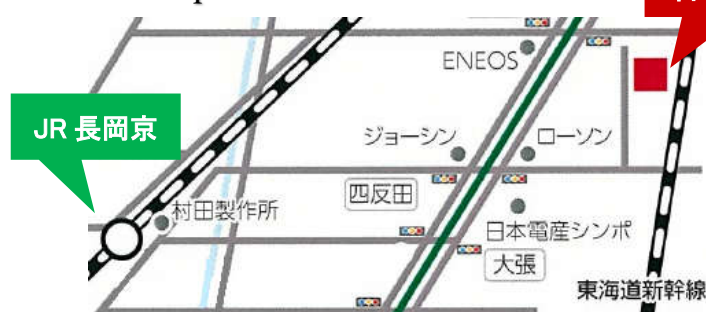 ENEOS
JR 長岡京
ジョーシン
ローソン
四反田
村田製作所
日本電産シンポ
大張
東海道新幹線